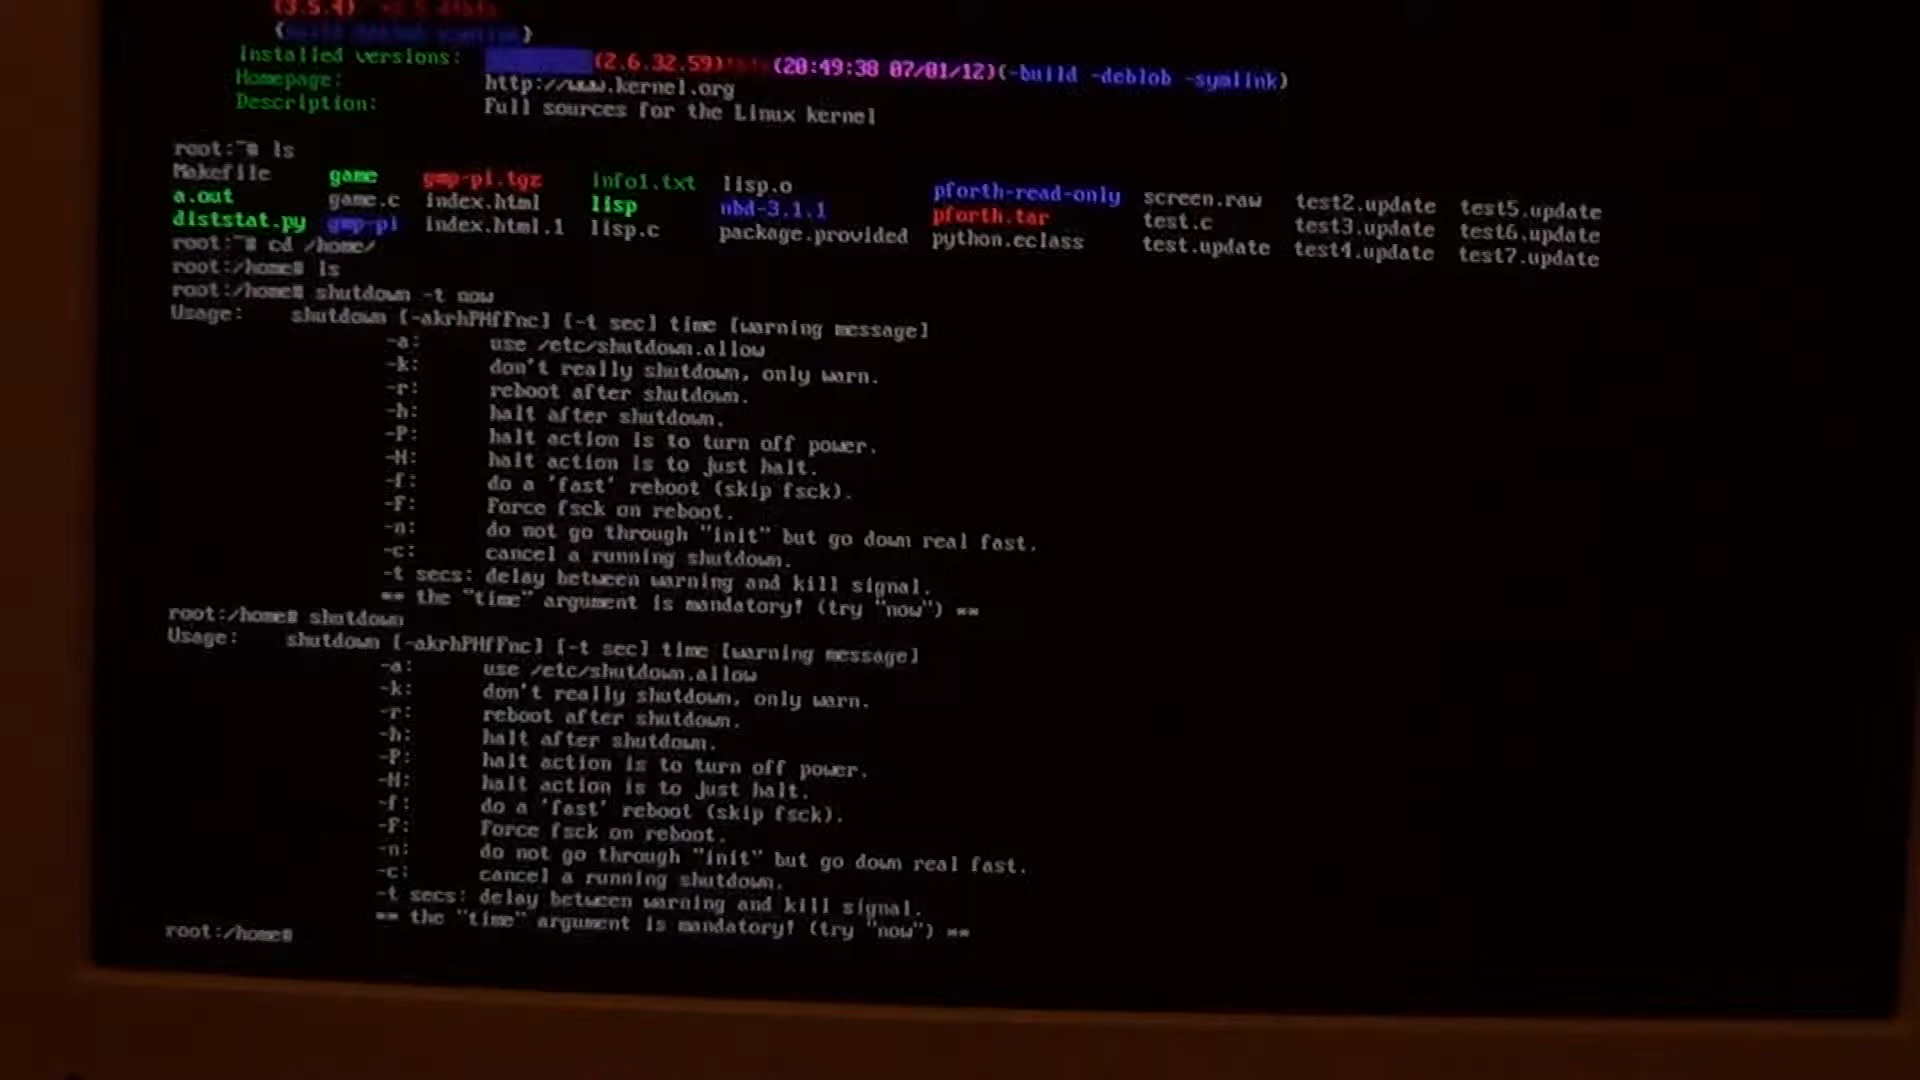 (3.5.4)
Installed versions: (2.6.32.59) (20:49:38 07/01/12)(-build -deblob -symlink)
Homepage: http://www.kernel.org
Description: Full sources for the Linux kernel
root:~# ls
Makefile game gmp-pi.tgz info1.txt lisp.o pforth-read-only screen.raw test2.update test5.update
a.out game.c index.html lisp nbd-3.1.1 pforth.tar test.c test3.update test6.update
diststat.py gmp-pi index.html.1 lisp.c package.provided python.eclass test.update test4.update test7.update
root:~# cd /home/
root:/home# ls
root:/home# shutdown -t now
Usage: shutdown [-akrhPHfFnc] [-t sec] time [warning message]
-a: use /etc/shutdown.allow
-k: don't really shutdown, only warn.
-r: reboot after shutdown.
-h: halt after shutdown.
-P: halt action is to turn off power.
-H: halt action is to just halt.
-f: do a 'fast' reboot (skip fsck).
-F: Force fsck on reboot.
-n: do not go through "init" but go down real fast.
-c: cancel a running shutdown.
-t secs: delay between warning and kill signal.
** the "time" argument is mandatory! (try "now") **
root:/home# shutdown
Usage: shutdown [-akrhPHfFnc] [-t sec] time [warning message]
-a: use /etc/shutdown.allow
-k: don't really shutdown, only warn.
-r: reboot after shutdown.
-h: halt after shutdown.
-P: halt action is to turn off power.
-H: halt action is to just halt.
-f: do a 'fast' reboot (skip fsck).
-F: Force fsck on reboot.
-n: do not go through "init" but go down real fast.
-c: cancel a running shutdown.
-t secs: delay between warning and kill signal.
** the "time" argument is mandatory! (try "now") **
root:/home#